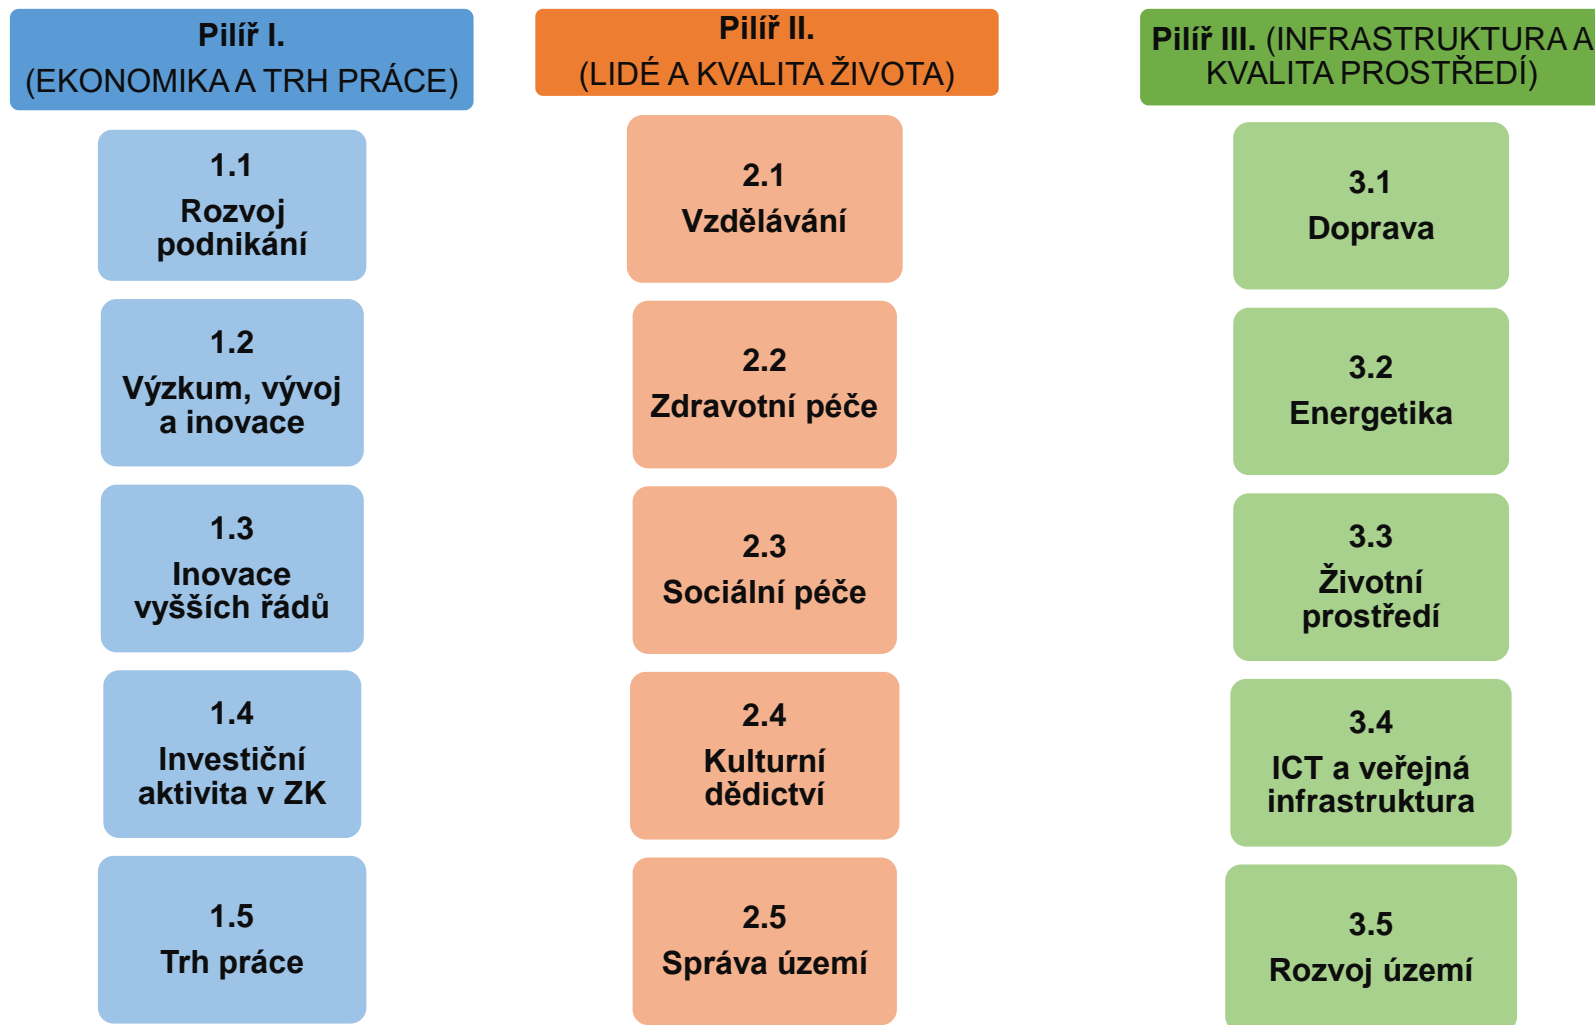 Pilíř I.
(EKONOMIKA A TRH PRÁCE)
1.1
Rozvoj
podnikání
1.2
Výzkum, vývoj
a inovace
1.3
Inovace
vyšších řádů
1.4
Investiční
aktivita v ZK
1.5
Trh práce
Pilíř II.
(LIDÉ A KVALITA ŽIVOTA)
2.1
Vzdělávání
2.2
Zdravotní péče
2.3
Sociální péče
2.4
Kulturní
dědictví
2.5
Správa území
Pilíř III. (INFRASTRUKTURA A
KVALITA PROSTŘEDÍ)
3.1
Doprava
3.2
Energetika
3.3
Životní
prostředí
3.4
ICT a veřejná
infrastruktura
3.5
Rozvoj území